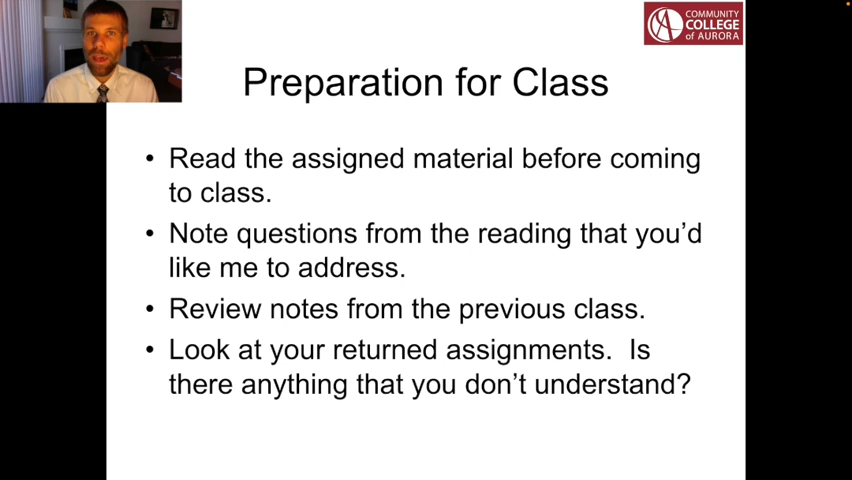 COMMUNITY
COLLEGE
of AURORA
Preparation for Class
• Read the assigned material before coming
to class.
• Note questions from the reading that you’d
like me to address.
• Review notes from the previous class.
• Look at your returned assignments.  Is
there anything that you don’t understand?